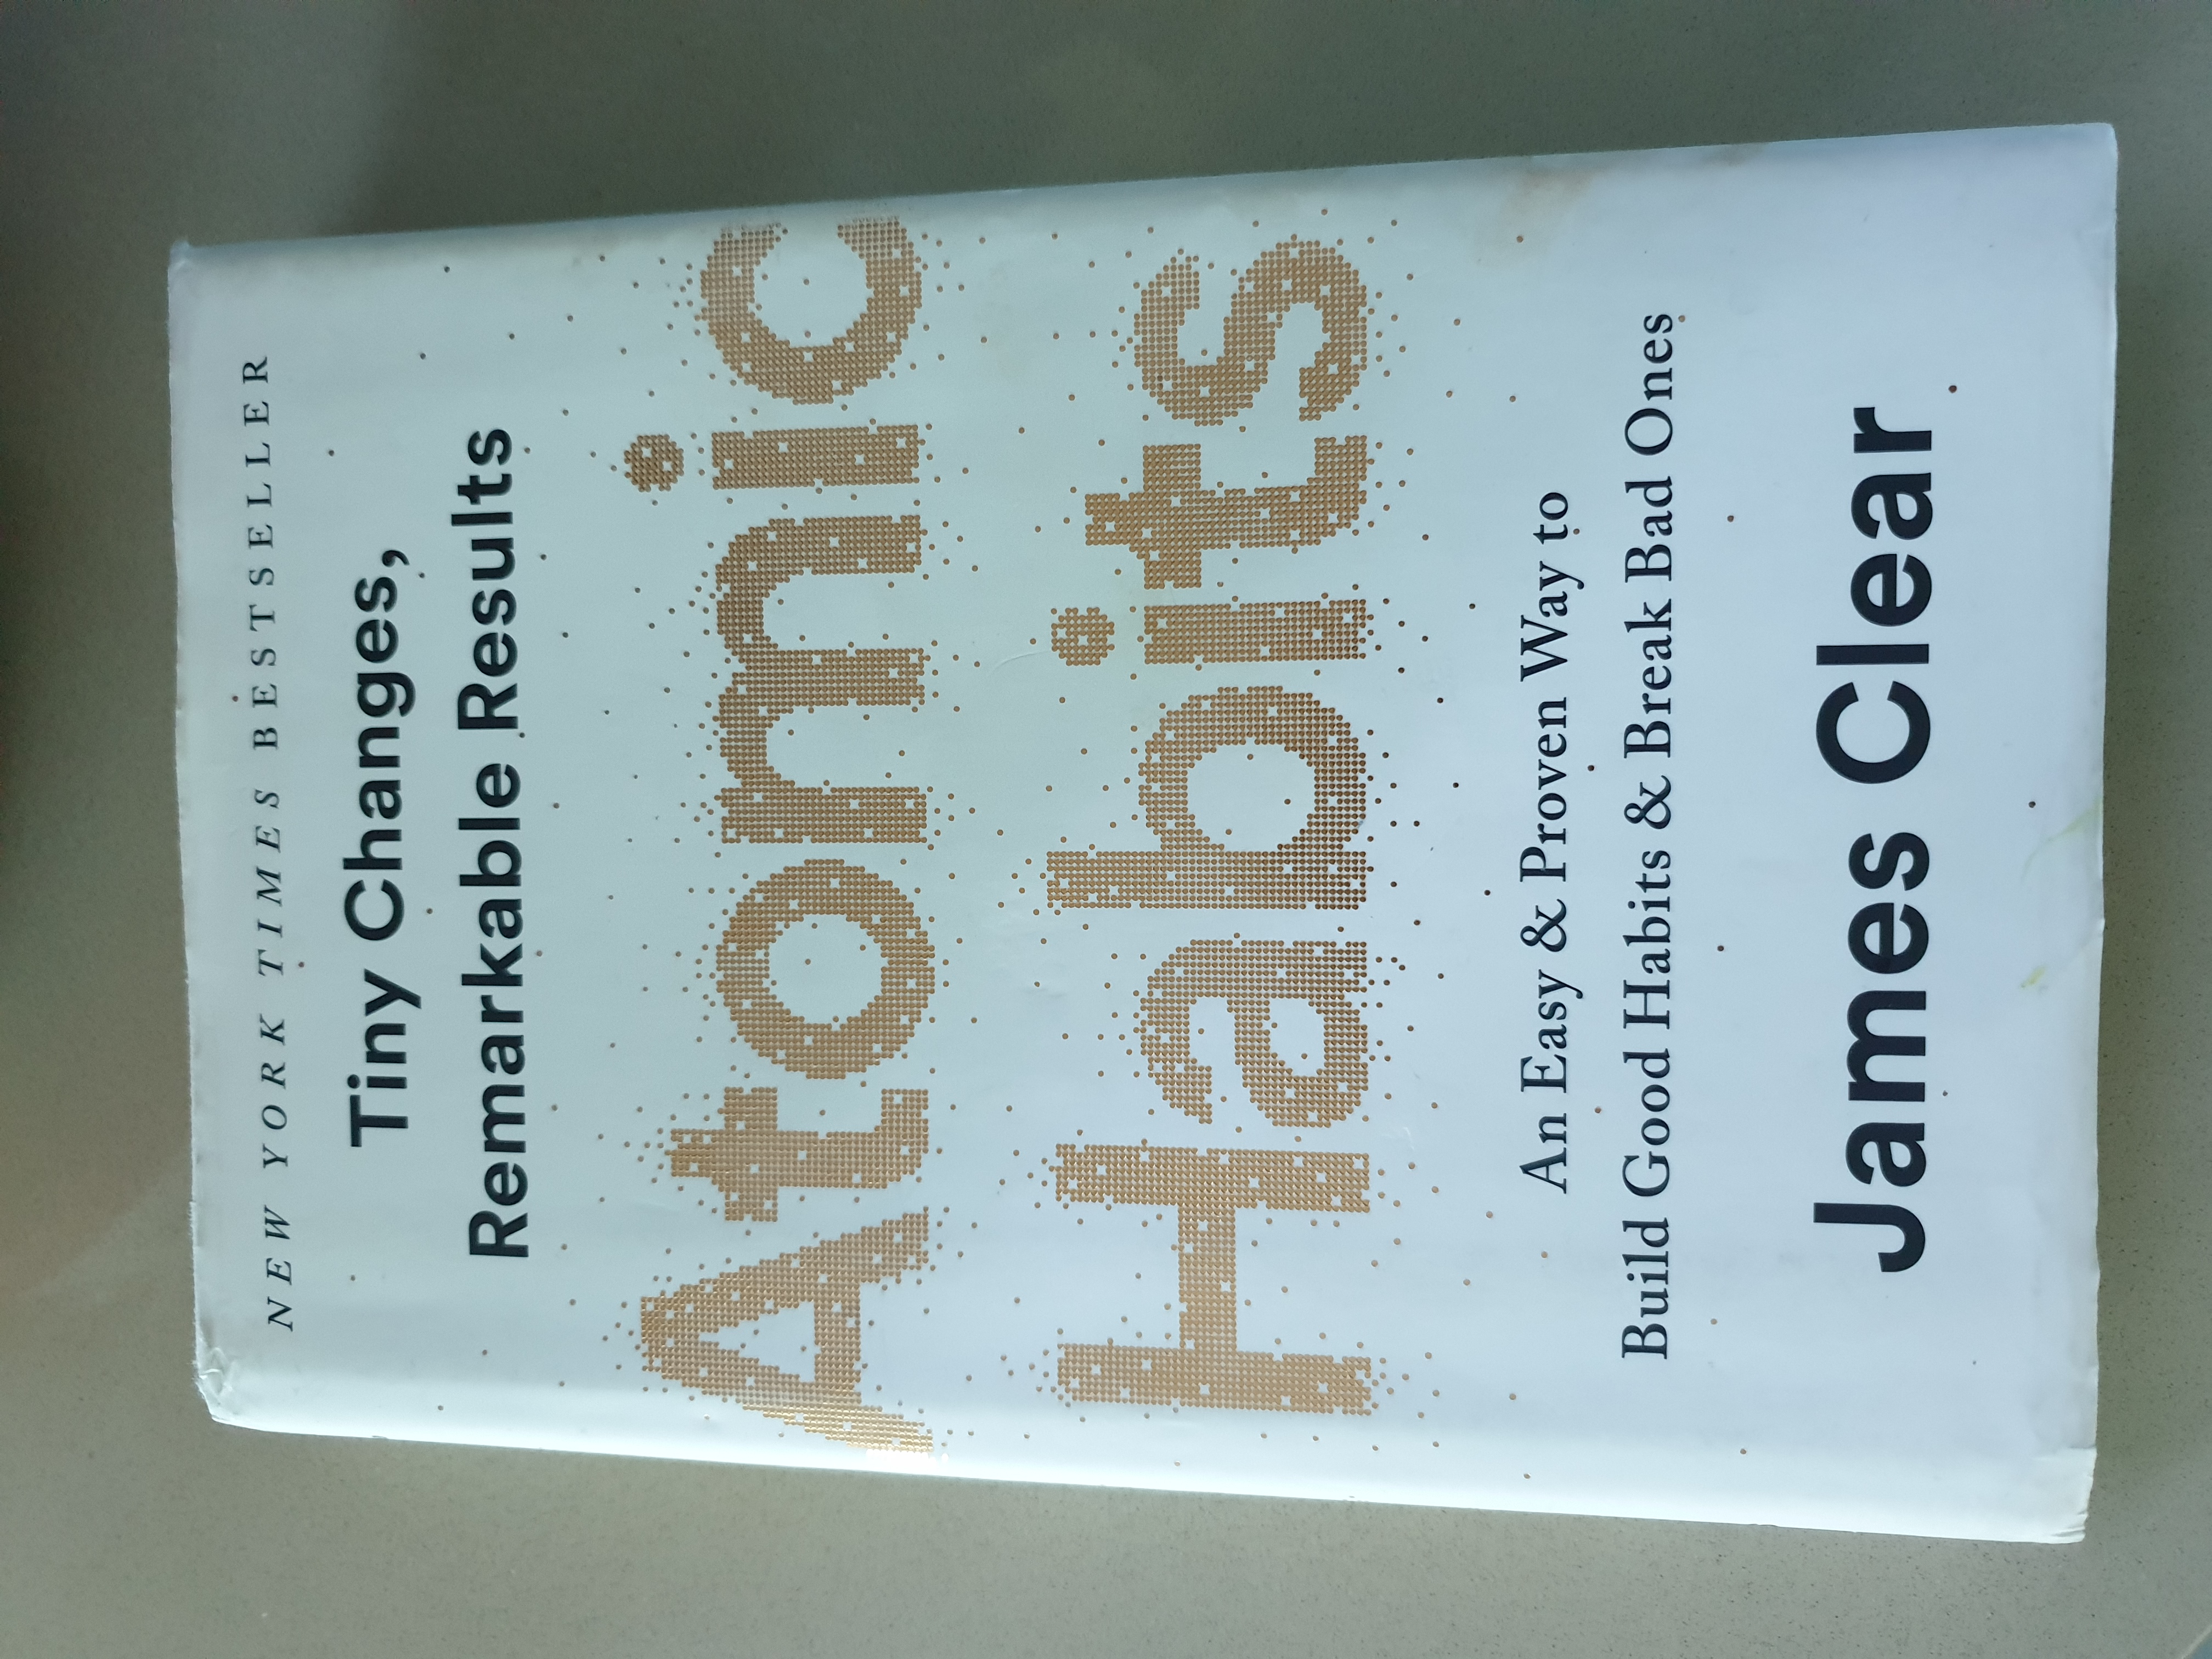 NEW YORK TIMES BESTSELLER
Tiny Changes,
Remarkable Results
Atomic
Habits
An Easy & Proven Way to
Build Good Habits & Break Bad Ones
James Clear